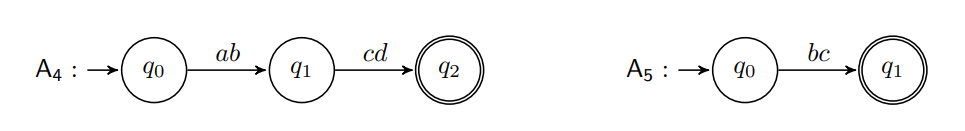 A₄ : q₀ ab q₁ cd q₂ A₅ : q₀ bc q₁